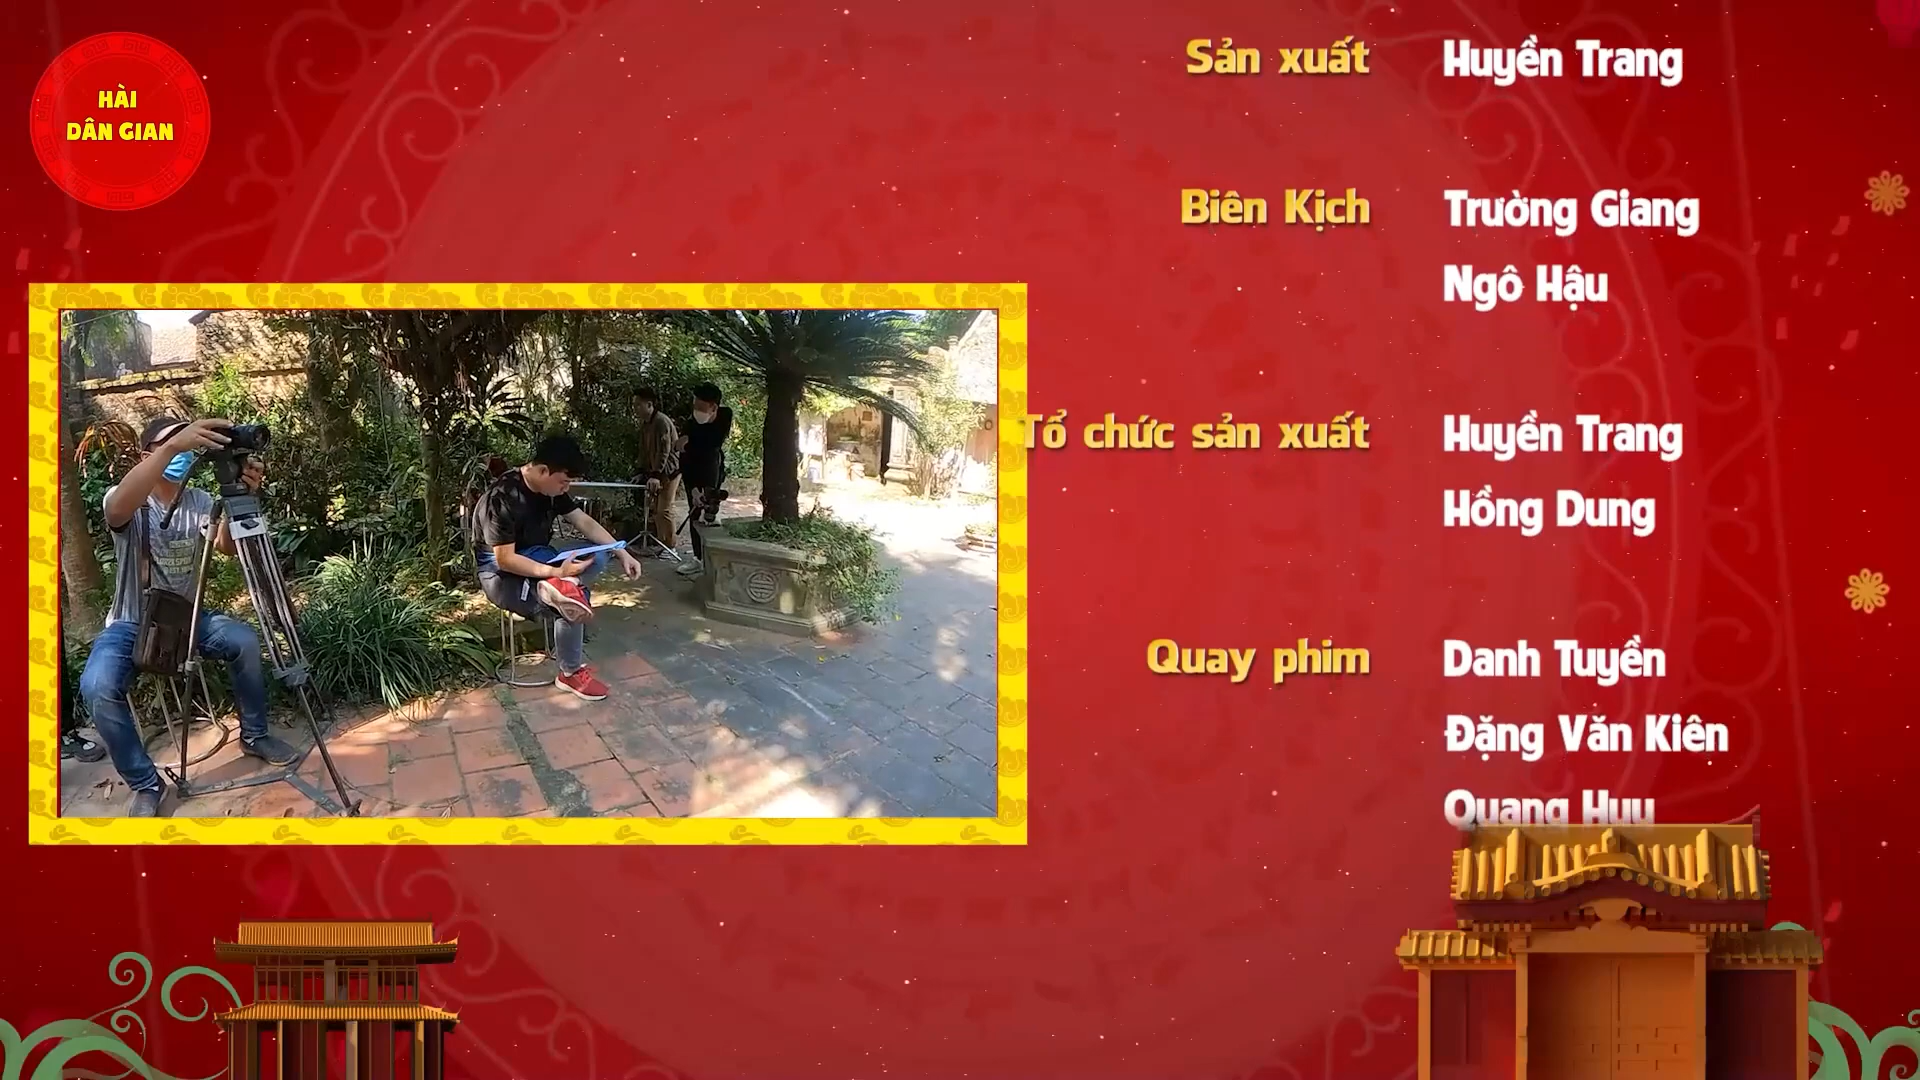 HÀI
DÂN GIAN
Sản xuất Huyền Trang
Biên Kịch Trường Giang
Ngô Hậu
Tổ chức sản xuất Huyền Trang
Hồng Dung
Quay phim Danh Tuyền
Đặng Văn Kiên
Quang Huy